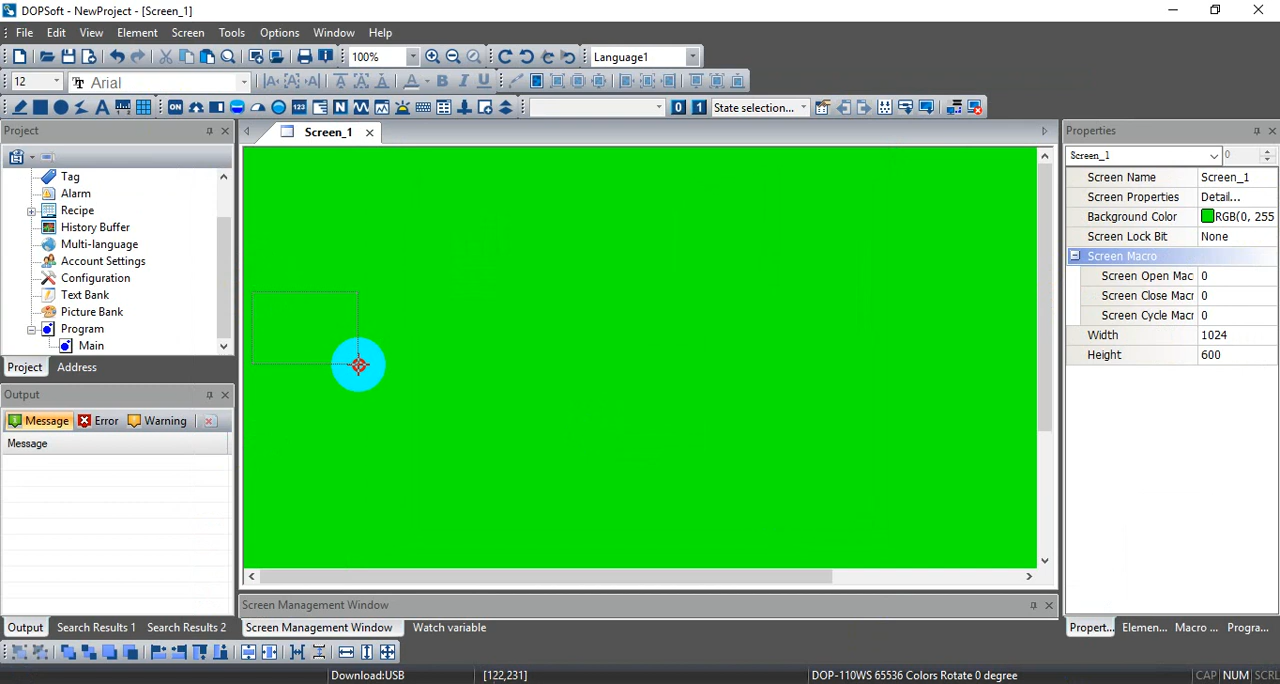 DOPSoft - NewProject - [Screen_1]
File Edit View Element Screen Tools Options Window Help
100% Language1
12 Arial
ON 123 N 0 1 State selection...
Project
Screen_1
Properties
Screen_1 0
Tag
Alarm
Recipe
History Buffer
Multi-language
Account Settings
Configuration
Text Bank
Picture Bank
Program
Main
Project Address
Screen Name Screen_1
Screen Properties Detail...
Background Color RGB(0, 255
Screen Lock Bit None
Screen Macro
Screen Open Mac 0
Screen Close Macr 0
Screen Cycle Macr 0
Width 1024
Height 600
Output
Message Error Warning
Message
Screen Management Window
Output Search Results 1 Search Results 2 Screen Management Window Watch variable Propert... Elemen... Macro ... Progra...
Download:USB [122,231] DOP-110WS 65536 Colors Rotate 0 degree CAP NUM SCRL